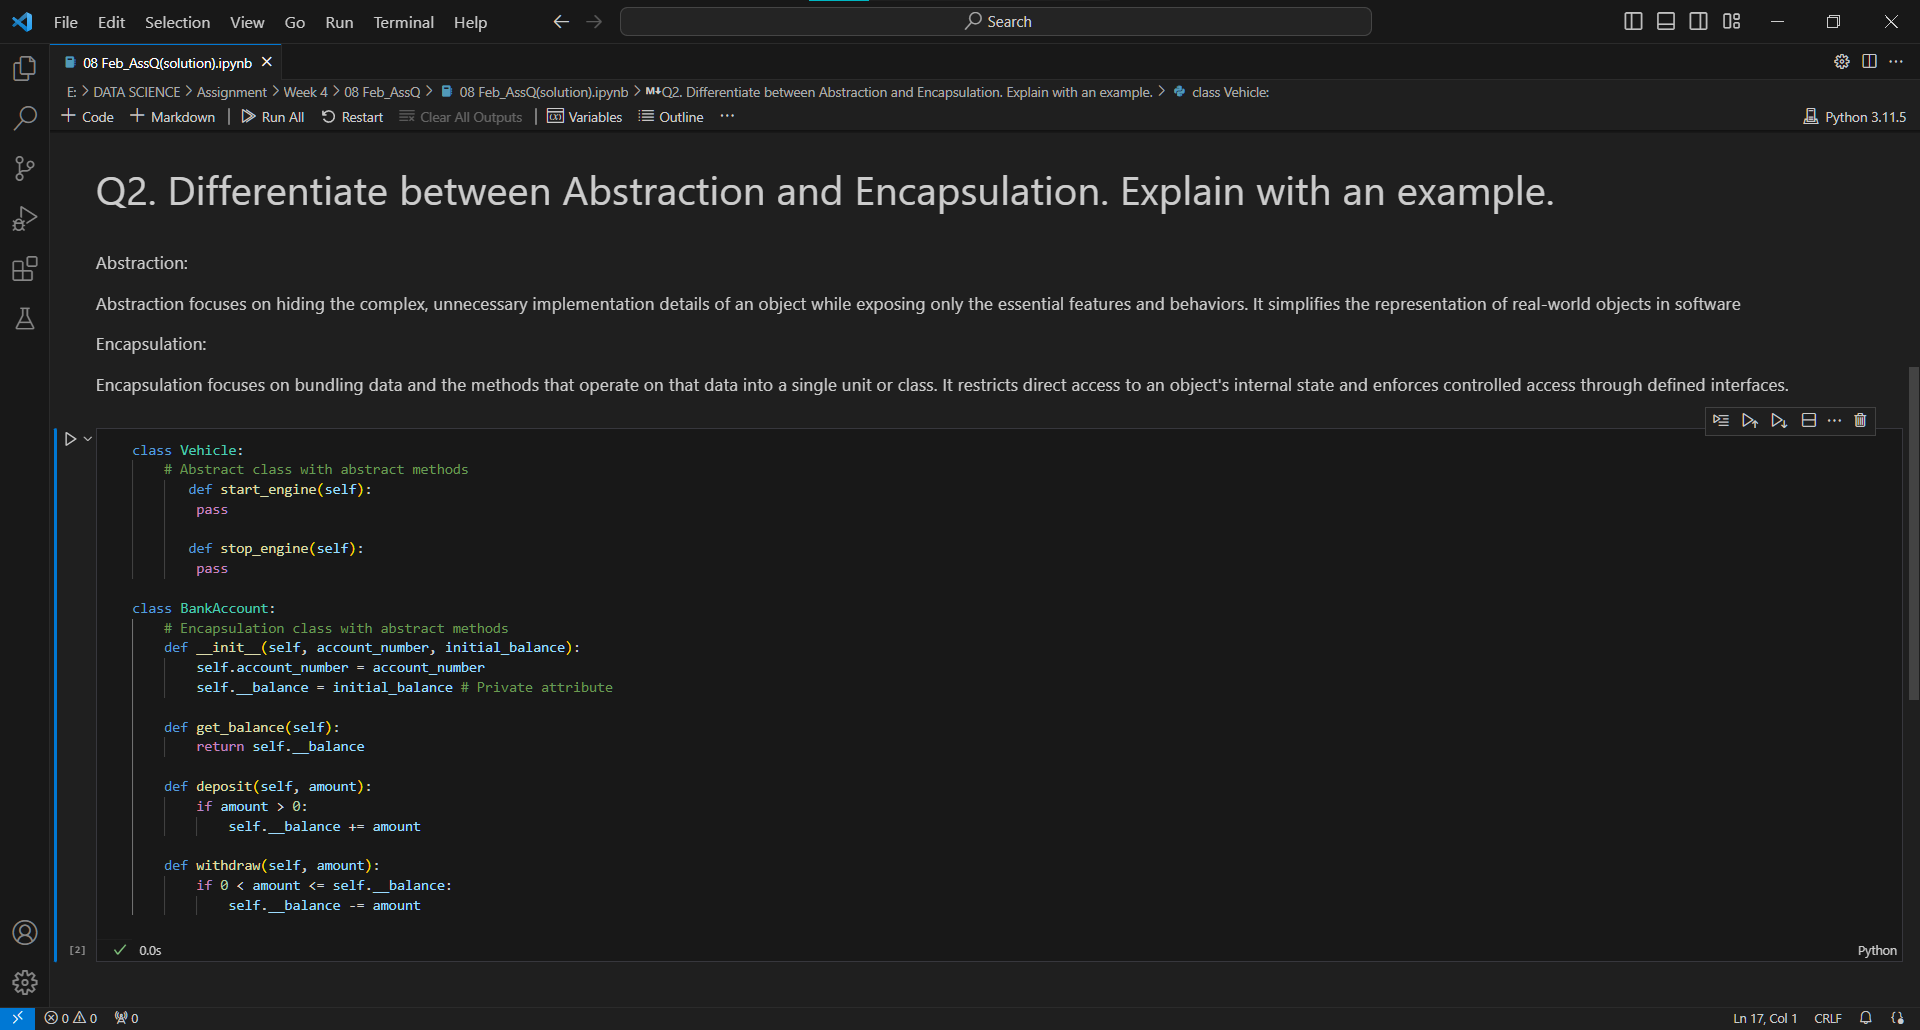 File Edit Selection View Go Run Terminal Help Search
08 Feb_AssQ(solution).ipynb
E: > DATA SCIENCE > Assignment > Week 4 > 08 Feb_AssQ > 08 Feb_AssQ(solution).ipynb > M↓Q2. Differentiate between Abstraction and Encapsulation. Explain with an example. > class Vehicle:
+ Code + Markdown | Run All Restart Clear All Outputs | Variables Outline ··· Python 3.11.5
Q2. Differentiate between Abstraction and Encapsulation. Explain with an example.
Abstraction:
Abstraction focuses on hiding the complex, unnecessary implementation details of an object while exposing only the essential features and behaviors. It simplifies the representation of real-world objects in software
Encapsulation:
Encapsulation focuses on bundling data and the methods that operate on that data into a single unit or class. It restricts direct access to an object's internal state and enforces controlled access through defined interfaces.
class Vehicle:
    # Abstract class with abstract methods
       def start_engine(self):
        pass
       def stop_engine(self):
        pass
class BankAccount:
    # Encapsulation class with abstract methods
    def __init__(self, account_number, initial_balance):
        self.account_number = account_number
        self.__balance = initial_balance # Private attribute
    def get_balance(self):
        return self.__balance
    def deposit(self, amount):
        if amount > 0:
            self.__balance += amount
    def withdraw(self, amount):
        if 0 < amount <= self.__balance:
            self.__balance -= amount
[2] ✓ 0.0s Python
0 0 0 Ln 17, Col 1 CRLF